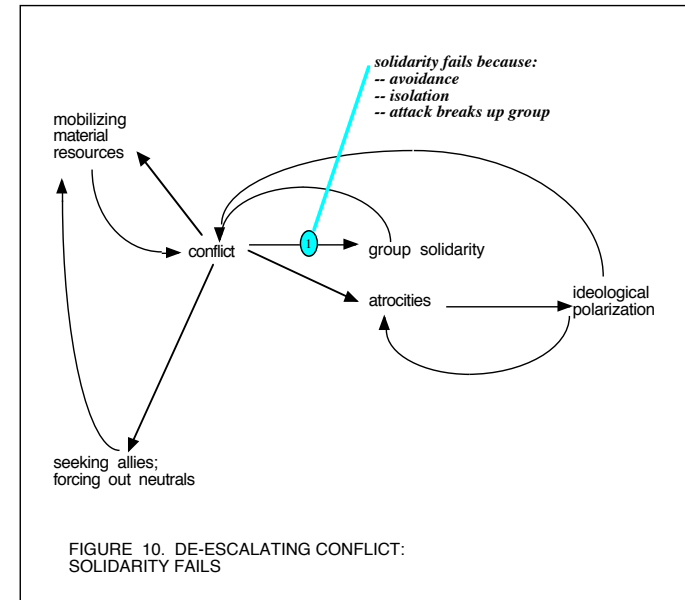 solidarity fails because:
-- avoidance
-- isolation
-- attack breaks up group
mobilizing
material
resources
conflict
1
group solidarity
atrocities
ideological
polarization
seeking allies;
forcing out neutrals
FIGURE 10. DE-ESCALATING CONFLICT:
SOLIDARITY FAILS